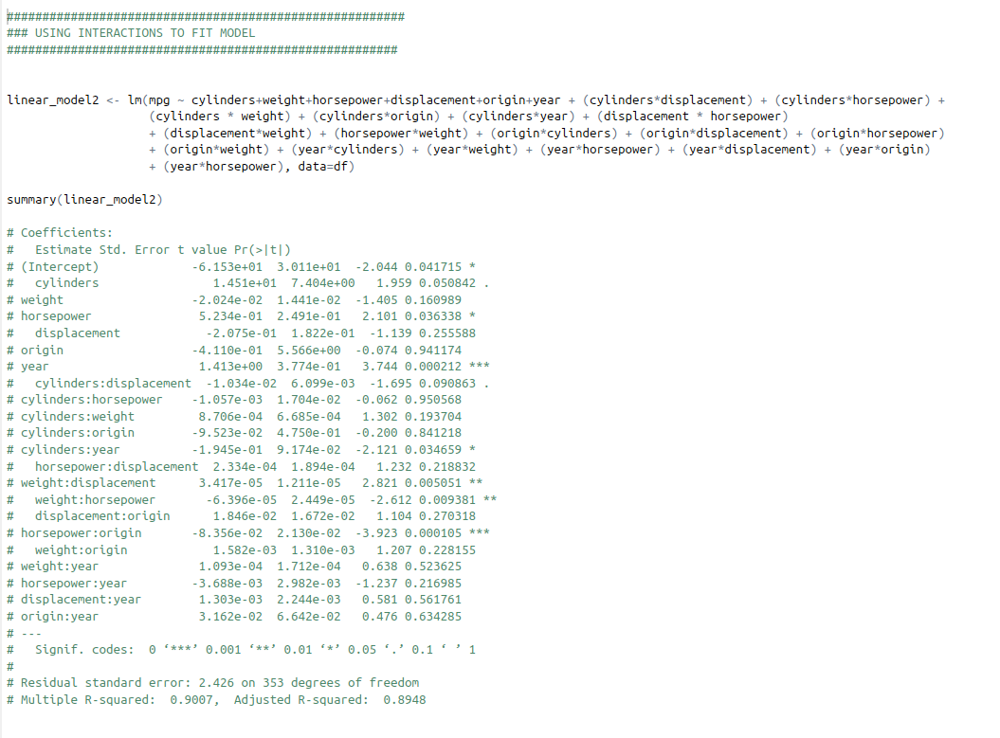 ########################################################
### USING INTERACTIONS TO FIT MODEL
#######################################################
linear_model2 <- lm(mpg ~ cylinders+weight+horsepower+displacement+origin+year + (cylinders*displacement) + (cylinders*horsepower) +
(cylinders * weight) + (cylinders*origin) + (cylinders*year) + (displacement * horsepower)
+ (displacement*weight) + (horsepower*weight) + (origin*cylinders) + (origin*displacement) + (origin*horsepower)
+ (origin*weight) + (year*cylinders) + (year*weight) + (year*horsepower) + (year*displacement) + (year*origin)
+ (year*horsepower), data=df)
summary(linear_model2)
# Coefficients:
#   Estimate Std. Error t value Pr(>|t|)
# (Intercept)             -6.153e+01  3.011e+01  -2.044 0.041715 *
#   cylinders                1.451e+01  7.404e+00   1.959 0.050842 .
# weight                  -2.024e-02  1.441e-02  -1.405 0.160989
# horsepower               5.234e-01  2.491e-01   2.101 0.036338 *
#   displacement            -2.075e-01  1.822e-01  -1.139 0.255588
# origin                  -4.110e-01  5.566e+00  -0.074 0.941174
# year                     1.413e+00  3.774e-01   3.744 0.000212 ***
#   cylinders:displacement  -1.034e-02  6.099e-03  -1.695 0.090863 .
# cylinders:horsepower    -1.057e-03  1.704e-02  -0.062 0.950568
# cylinders:weight         8.706e-04  6.685e-04   1.302 0.193704
# cylinders:origin        -9.523e-02  4.750e-01  -0.200 0.841218
# cylinders:year          -1.945e-01  9.174e-02  -2.121 0.034659 *
#   horsepower:displacement  2.334e-04  1.894e-04   1.232 0.218832
# weight:displacement      3.417e-05  1.211e-05   2.821 0.005051 **
#   weight:horsepower       -6.396e-05  2.449e-05  -2.612 0.009381 **
#   displacement:origin      1.846e-02  1.672e-02   1.104 0.270318
# horsepower:origin       -8.356e-02  2.130e-02  -3.923 0.000105 ***
#   weight:origin            1.582e-03  1.310e-03   1.207 0.228155
# weight:year              1.093e-04  1.712e-04   0.638 0.523625
# horsepower:year         -3.688e-03  2.982e-03  -1.237 0.216985
# displacement:year        1.303e-03  2.244e-03   0.581 0.561761
# origin:year              3.162e-02  6.642e-02   0.476 0.634285
# ---
#   Signif. codes:  0 ‘***’ 0.001 ‘**’ 0.01 ‘*’ 0.05 ‘.’ 0.1 ‘ ’ 1
#
# Residual standard error: 2.426 on 353 degrees of freedom
# Multiple R-squared:  0.9007,  Adjusted R-squared:  0.8948